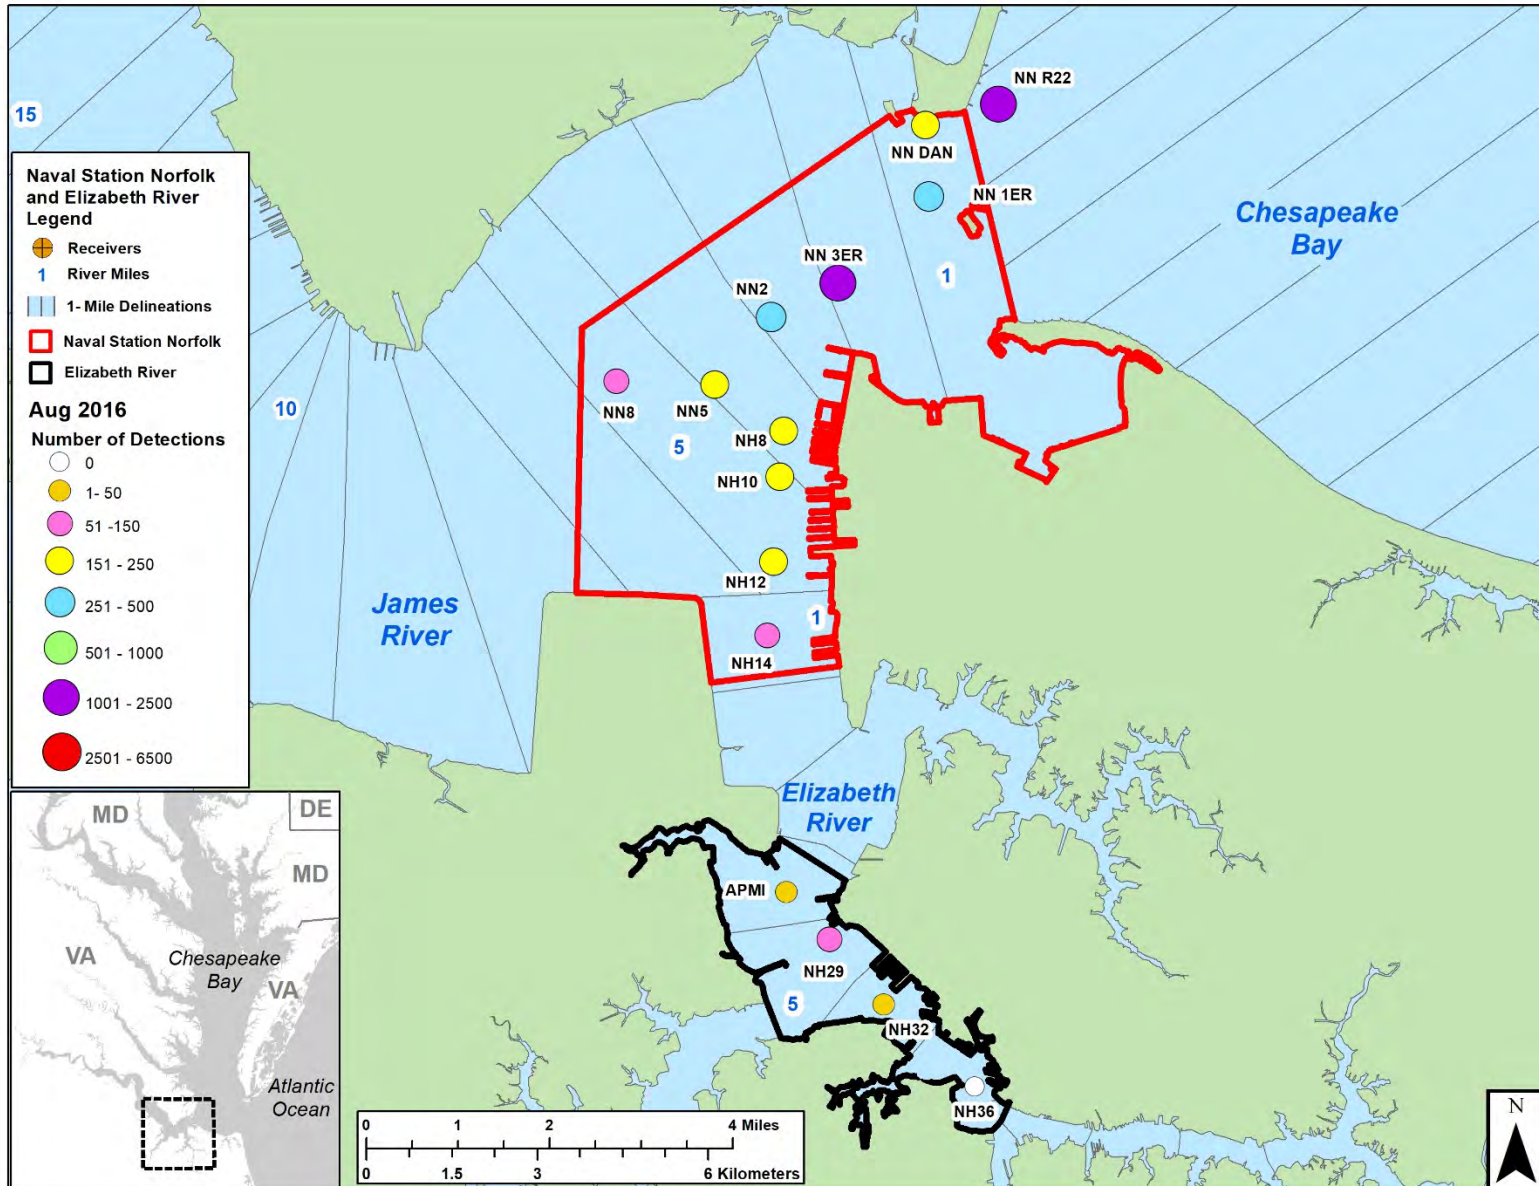 15
Naval Station Norfolk
and Elizabeth River
Legend
Receivers
1 River Miles
1- Mile Delineations
Naval Station Norfolk
Elizabeth River
Aug 2016
Number of Detections
0
1- 50
51 -150
151 - 250
251 - 500
501 - 1000
1001 - 2500
2501 - 6500
NN R22
NN DAN
NN 1ER
Chesapeake
Bay
NN 3ER
1
NN2
NN8
NN5
10
NH8
5
NH10
NH12
James
River
1
NH14
Elizabeth
River
APMI
NH29
5
NH32
NH36
MD
DE
MD
VA
Chesapeake
Bay
VA
Atlantic
Ocean
0 1 2 4 Miles
0 1.5 3 6 Kilometers
N